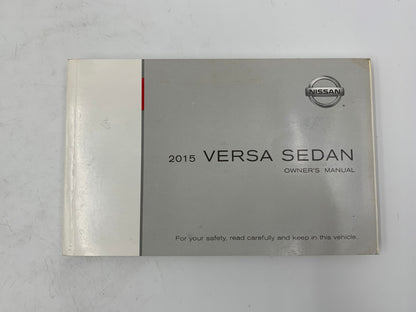 NISSAN
2015 VERSA SEDAN
OWNER'S MANUAL
For your safety, read carefully and keep in this vehicle.